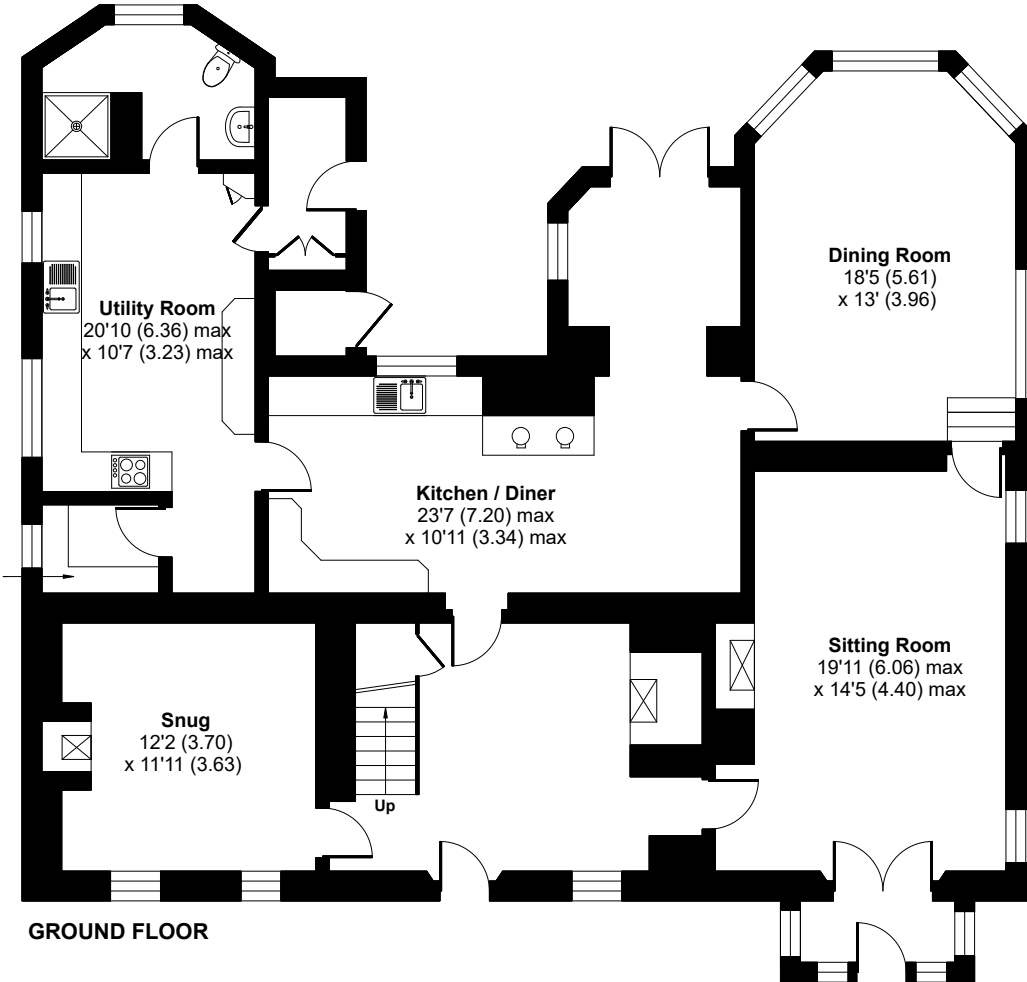 Dining Room
18'5 (5.61)
x 13' (3.96)
Utility Room
20'10 (6.36) max
x 10'7 (3.23) max
Kitchen / Diner
23'7 (7.20) max
x 10'11 (3.34) max
Sitting Room
19'11 (6.06) max
x 14'5 (4.40) max
Snug
12'2 (3.70)
x 11'11 (3.63)
Up
GROUND FLOOR